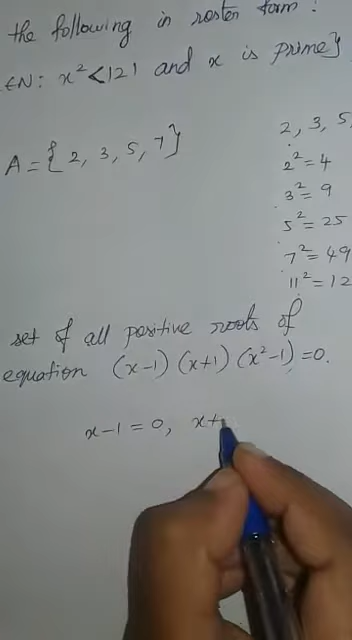 the following in roster form:
∈N: x² < 121 and x is prime}
A = { 2, 3, 5, 7 }
2, 3, 5,
2² = 4
3² = 9
5² = 25
7² = 49
11² = 12
set of all positive roots of
equation (x-1) (x+1) (x²-1) = 0.
x-1 = 0, x+